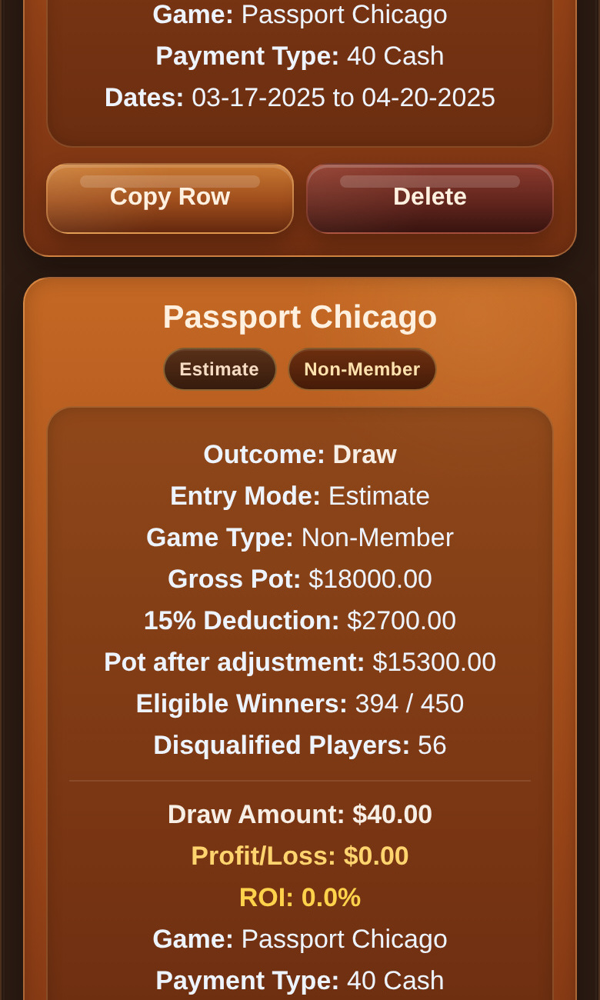 Game: Passport Chicago
Payment Type: 40 Cash
Dates: 03-17-2025 to 04-20-2025
Copy Row
Delete
Passport Chicago
Estimate
Non-Member
Outcome: Draw
Entry Mode: Estimate
Game Type: Non-Member
Gross Pot: $18000.00
15% Deduction: $2700.00
Pot after adjustment: $15300.00
Eligible Winners: 394 / 450
Disqualified Players: 56
Draw Amount: $40.00
Profit/Loss: $0.00
ROI: 0.0%
Game: Passport Chicago
Payment Type: 40 Cash